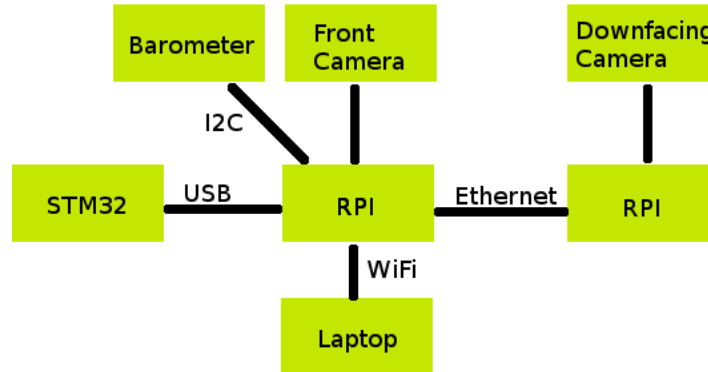 Barometer
Front
Camera
Downfacing
Camera
I2C
STM32
USB
RPI
Ethernet
RPI
WiFi
Laptop